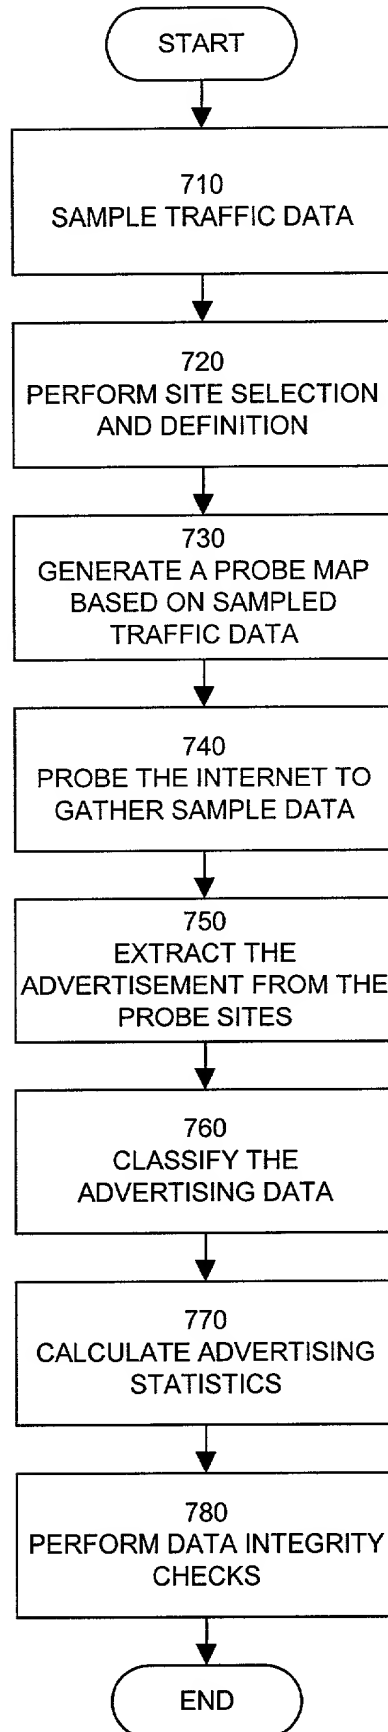 START
710
SAMPLE TRAFFIC DATA
720
PERFORM SITE SELECTION
AND DEFINITION
730
GENERATE A PROBE MAP
BASED ON SAMPLED
TRAFFIC DATA
740
PROBE THE INTERNET TO
GATHER SAMPLE DATA
750
EXTRACT THE
ADVERTISEMENT FROM THE
PROBE SITES
760
CLASSIFY THE
ADVERTISING DATA
770
CALCULATE ADVERTISING
STATISTICS
780
PERFORM DATA INTEGRITY
CHECKS
END